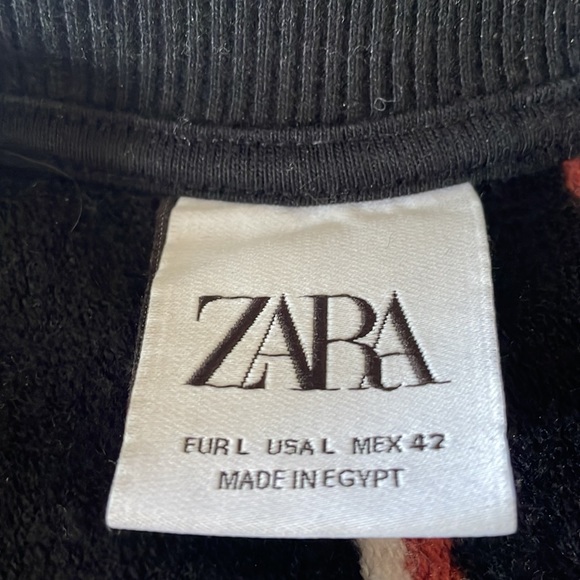 ZARA
EUR L USA L MEX 42
MADE IN EGYPT